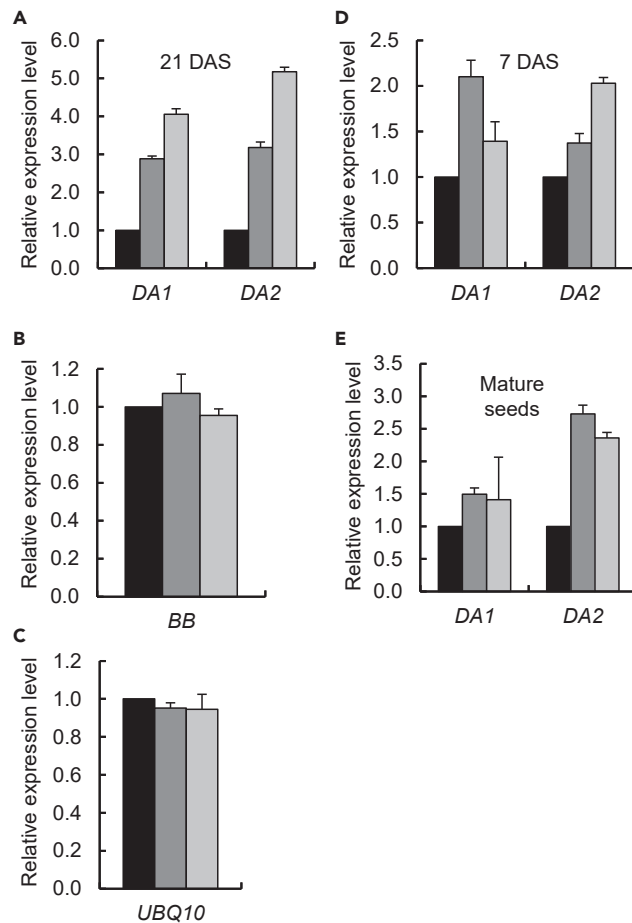 A
Relative expression level
6.0
5.0
4.0
3.0
2.0
1.0
0.0
21 DAS
DA1
DA2
B
Relative expression level
1.2
1.0
0.8
0.6
0.4
0.2
0.0
BB
C
Relative expression level
1.2
1.0
0.8
0.6
0.4
0.2
0.0
UBQ10
D
Relative expression level
2.5
2.0
1.5
1.0
0.5
0.0
7 DAS
DA1
DA2
E
Relative expression level
3.5
3.0
2.5
2.0
1.5
1.0
0.5
0.0
Mature
seeds
DA1
DA2